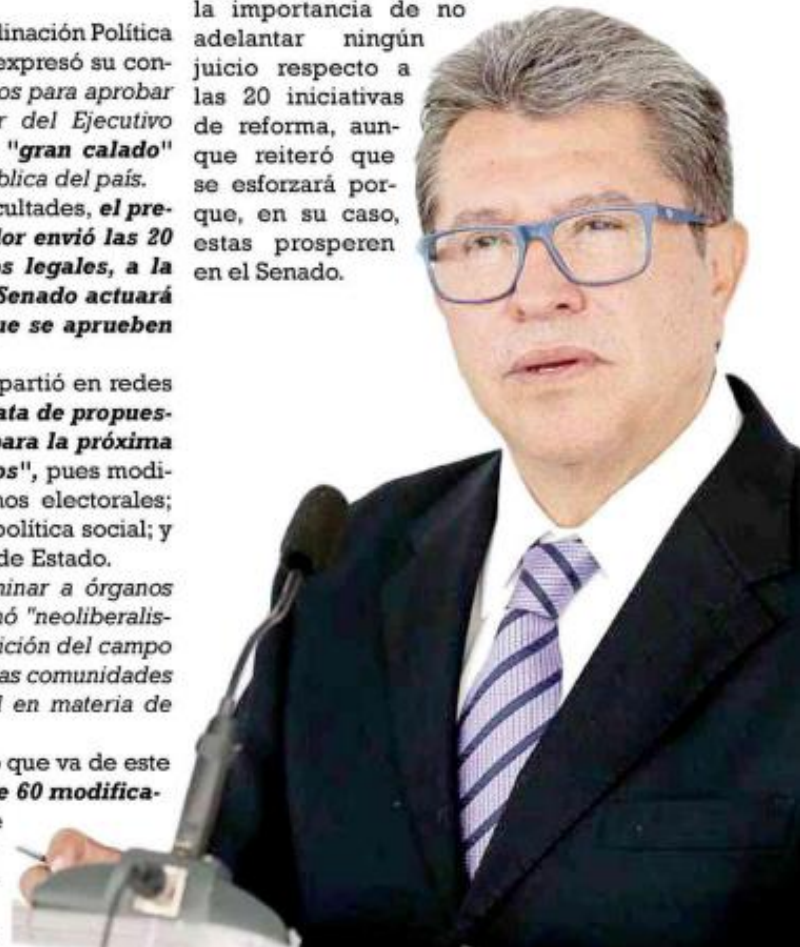 linación Política
expresó su con-
os para aprobar
r del Ejecutivo
"gran calado"
ública del país.
cultades, el pre-
dor envió las 20
s legales, a la
Senado actuará
ue se aprueben
partió en redes
ata de propues-
para la próxima
os", pues modi-
nos electorales;
política social; y
de Estado.
minar a órganos
nó "neoliberalis-
ición del campo
as comunidades
l en materia de
que va de este
e 60 modifica-
la importancia de no
adelantar ningún
juicio respecto a
las 20 iniciativas
de reforma, aun-
que reiteró que
se esforzará por-
que, en su caso,
estas prosperen
en el Senado.